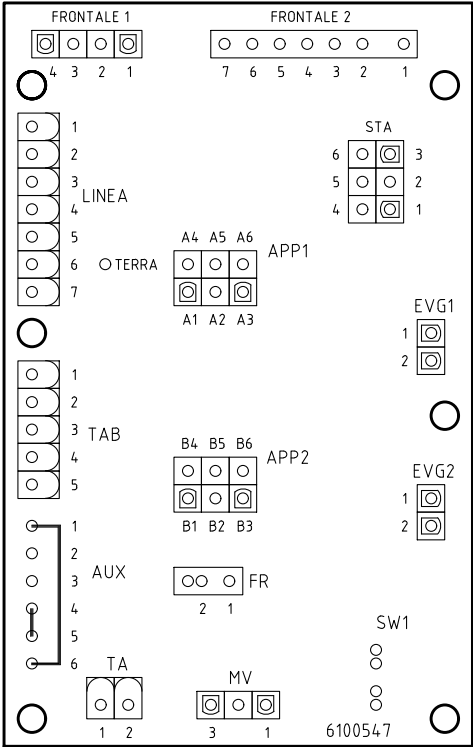 FRONTALE 1 FRONTALE 2
4 3 2 1 7 6 5 4 3 2 1
1
2
3
4
5
6
7
LINEA
TERRA
STA
6 3
5 2
4 1
A4 A5 A6
APP1
A1 A2 A3
EVG1
1
2
1
2
3
4
5
TAB
B4 B5 B6
APP2
B1 B2 B3
EVG2
1
2
1
2
3
4
5
6
AUX
FR
2 1
SW1
TA
1 2
MV
3 1
6100547